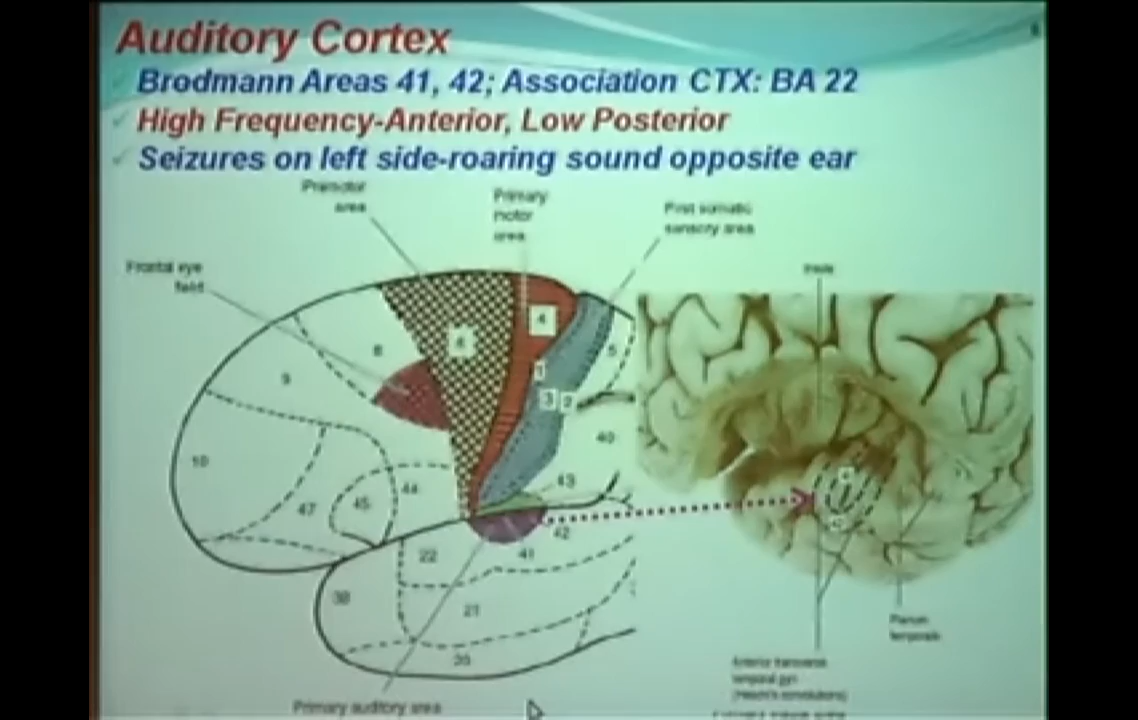 Auditory Cortex
Brodmann Areas 41, 42; Association CTX: BA 22
High Frequency-Anterior, Low Posterior
Seizures on left side-roaring sound opposite ear
Premotor
area
Primary
motor
area
First somatic
sensory area
Frontal eye
field
Insula
6
4
8
5
9
1
3
2
40
10
43
44
45
47
42
22
41
38
21
20
Planum
temporale
Anterior transverse
temporal gyri
(Heschl's convolutions)
Primary auditory area